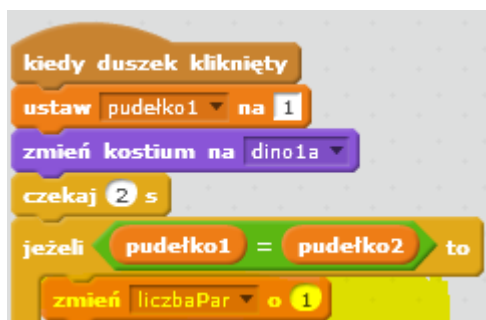 kiedy duszek kliknięty
ustaw pudełko1 na 1
zmień kostium na dino1a
czekaj 2 s
jeżeli pudełko1 = pudełko2 to
zmień liczbaPar o 1